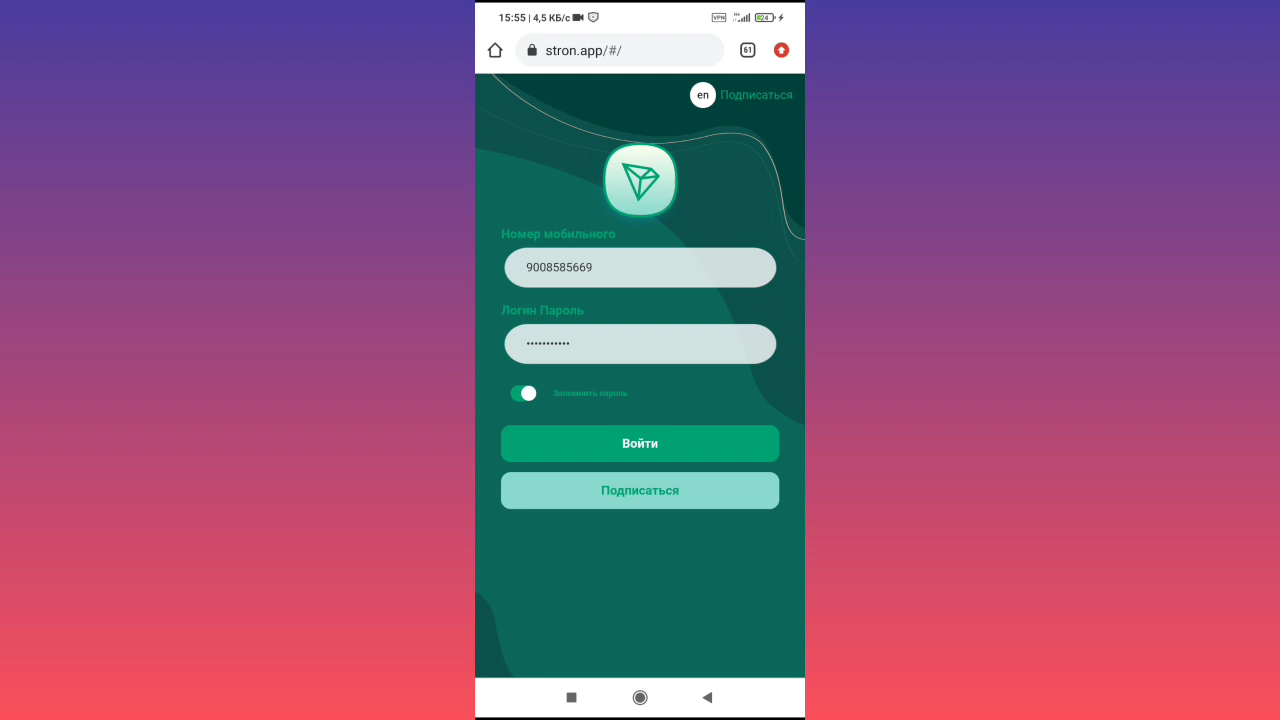 15:55 | 4,5 КБ/с
VPN
24
stron.app/#/
61
en Подписаться
Номер мобильного
9008585669
Логин Пароль
•••••••••••
Запомнить пароль
Войти
Подписаться